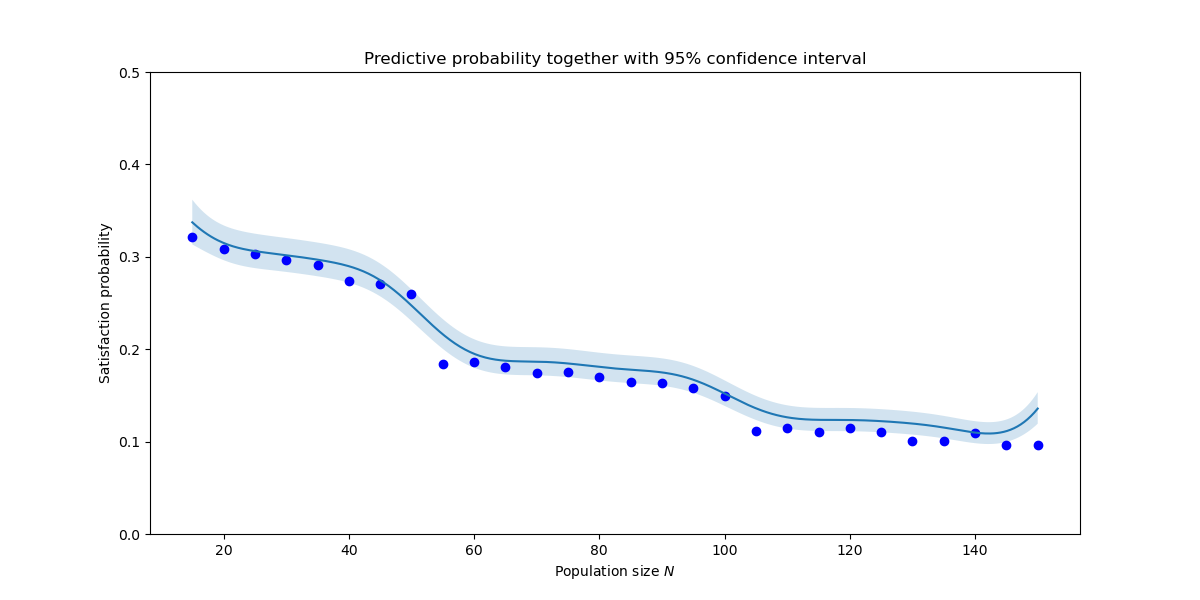 Predictive probability together with 95% confidence interval
0.5
0.4
0.3
0.2
0.1
0.0
Satisfaction probability
20 40 60 80 100 120 140
Population size N